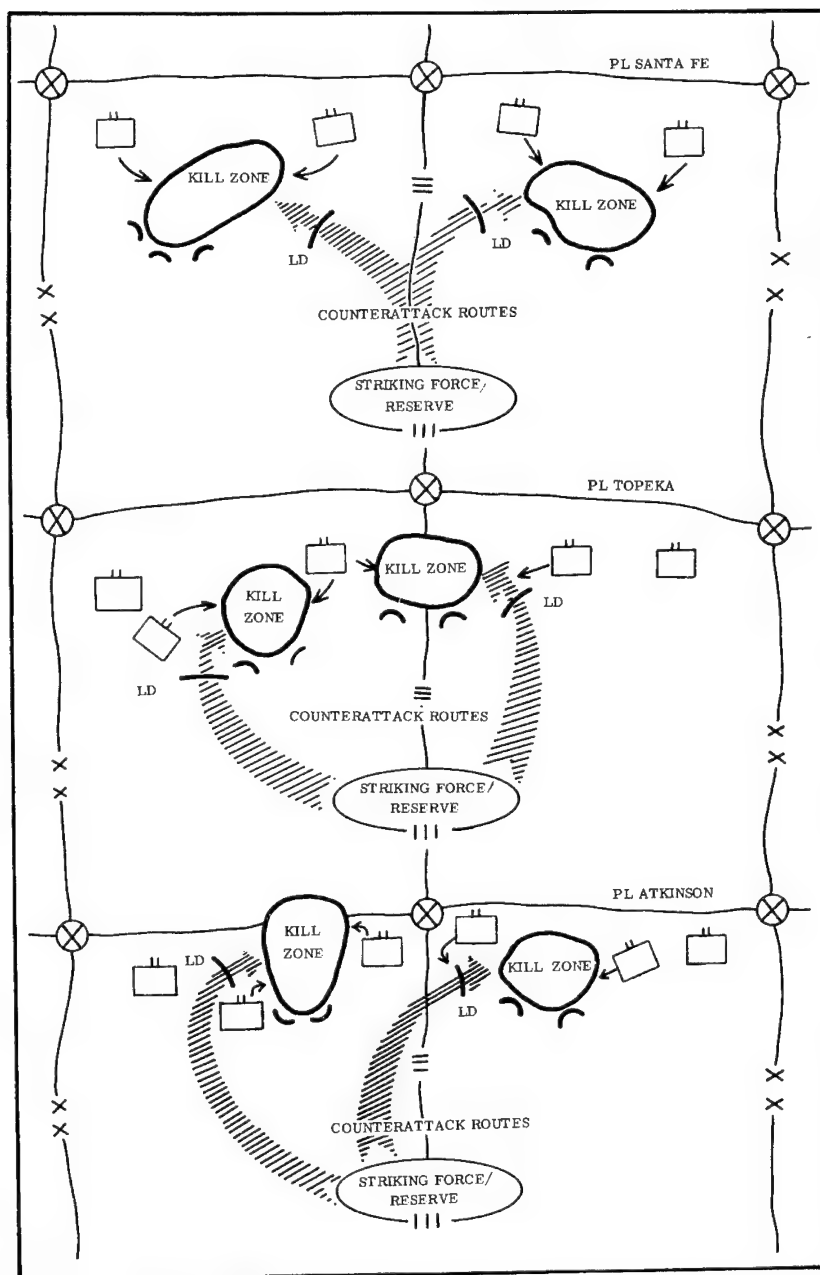 PL SANTA FE
KILL ZONE
KILL ZONE
LD
LD
COUNTERATTACK ROUTES
STRIKING FORCE/
RESERVE
PL TOPEKA
KILL ZONE
KILL
ZONE
LD
LD
COUNTERATTACK ROUTES
STRIKING FORCE/
RESERVE
PL ATKINSON
KILL
ZONE
LD
KILL ZONE
LD
COUNTERATTACK ROUTES
STRIKING FORCE/
RESERVE